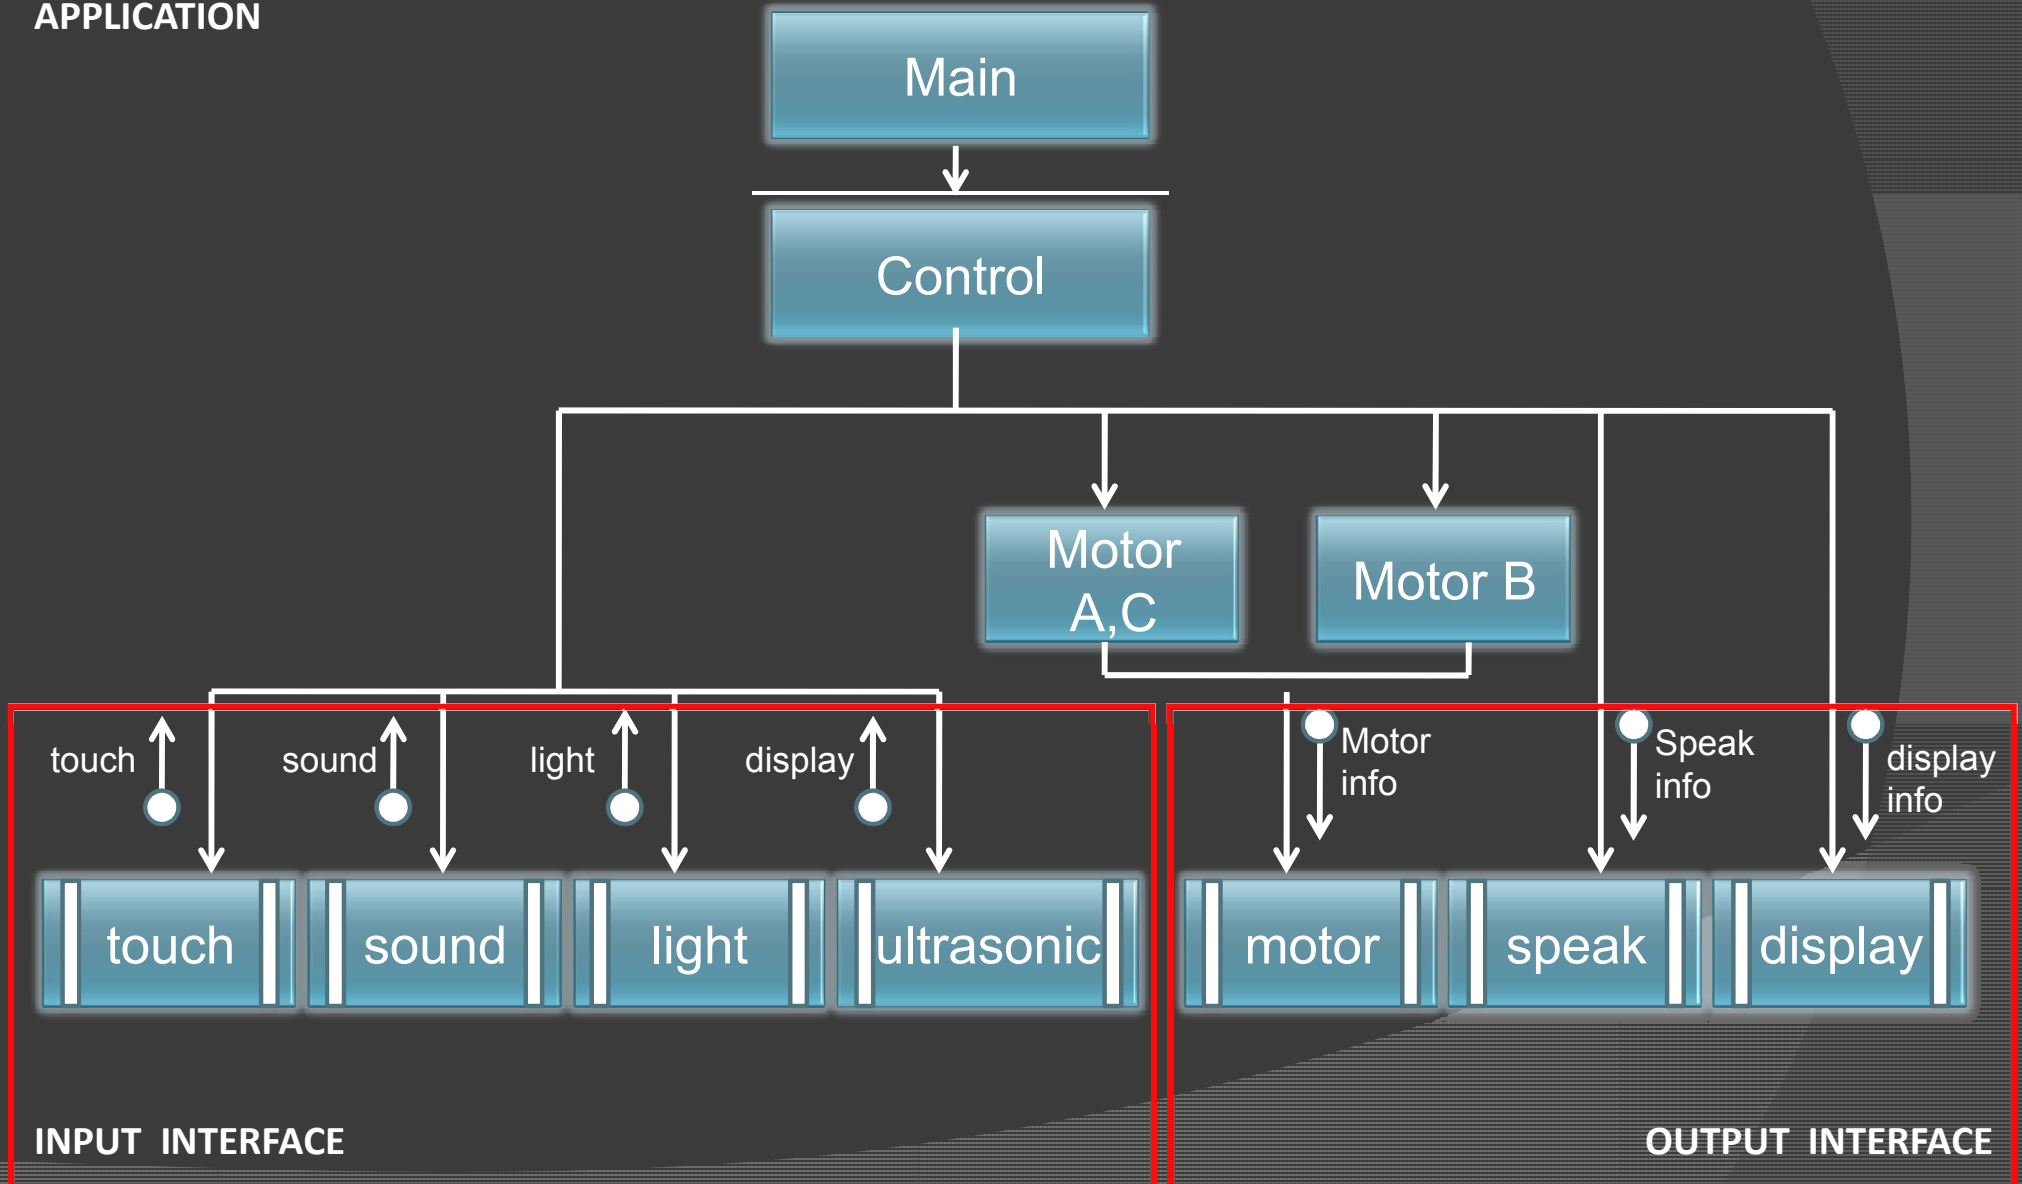 APPLICATION
Main
Control
Motor
A,C
Motor B
touch
sound
light
display
Motor
info
Speak
info
display
info
touch
sound
light
ultrasonic
motor
speak
display
INPUT INTERFACE
OUTPUT INTERFACE